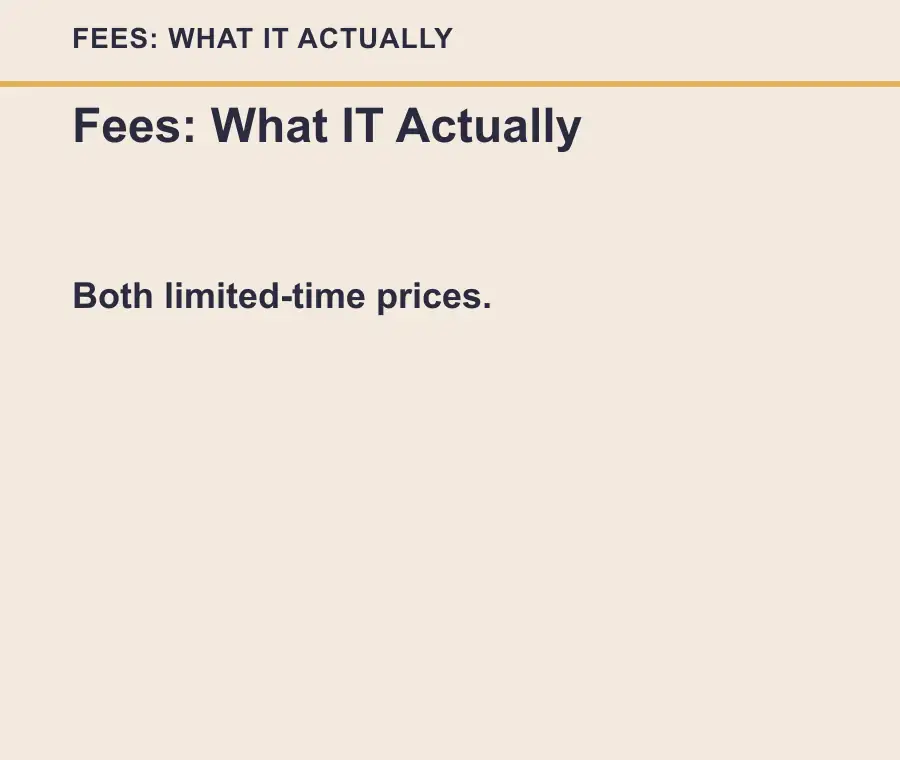 FEES: WHAT IT ACTUALLY
Fees: What IT Actually
Both limited-time prices.